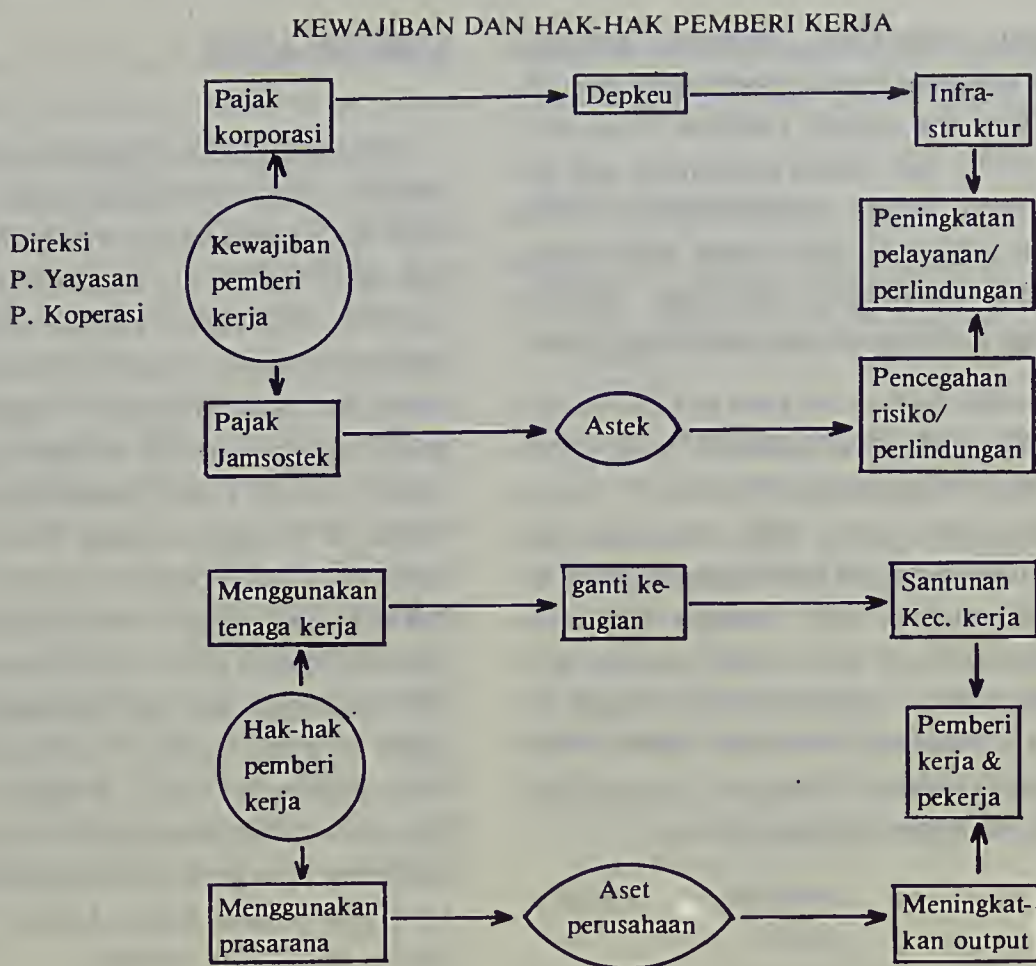 KEWAJIBAN DAN HAK-HAK PEMBERI KERJA
Pajak
korporasi
Depkeu
Infra-
struktur
Direksi
P. Yayasan
P. Koperasi
Kewajiban
pemberi
kerja
Peningkatan
pelayanan/
perlindungan
Pajak
Jamsostek
Astek
Pencegahan
risiko/
perlindungan
Menggunakan
tenaga kerja
ganti ke-
rugian
Santunan
Kec. kerja
Hak-hak
pemberi
kerja
Pemberi
kerja &
pekerja
Menggunakan
prasarana
Aset
perusahaan
Meningkat-
kan output